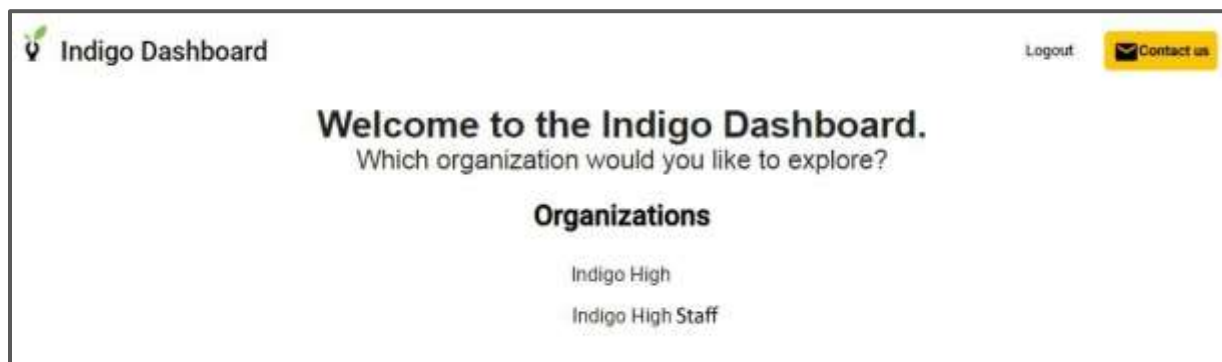 Indigo Dashboard
Logout
Contact us
Welcome to the Indigo Dashboard.
Which organization would you like to explore?
Organizations
Indigo High
Indigo High Staff